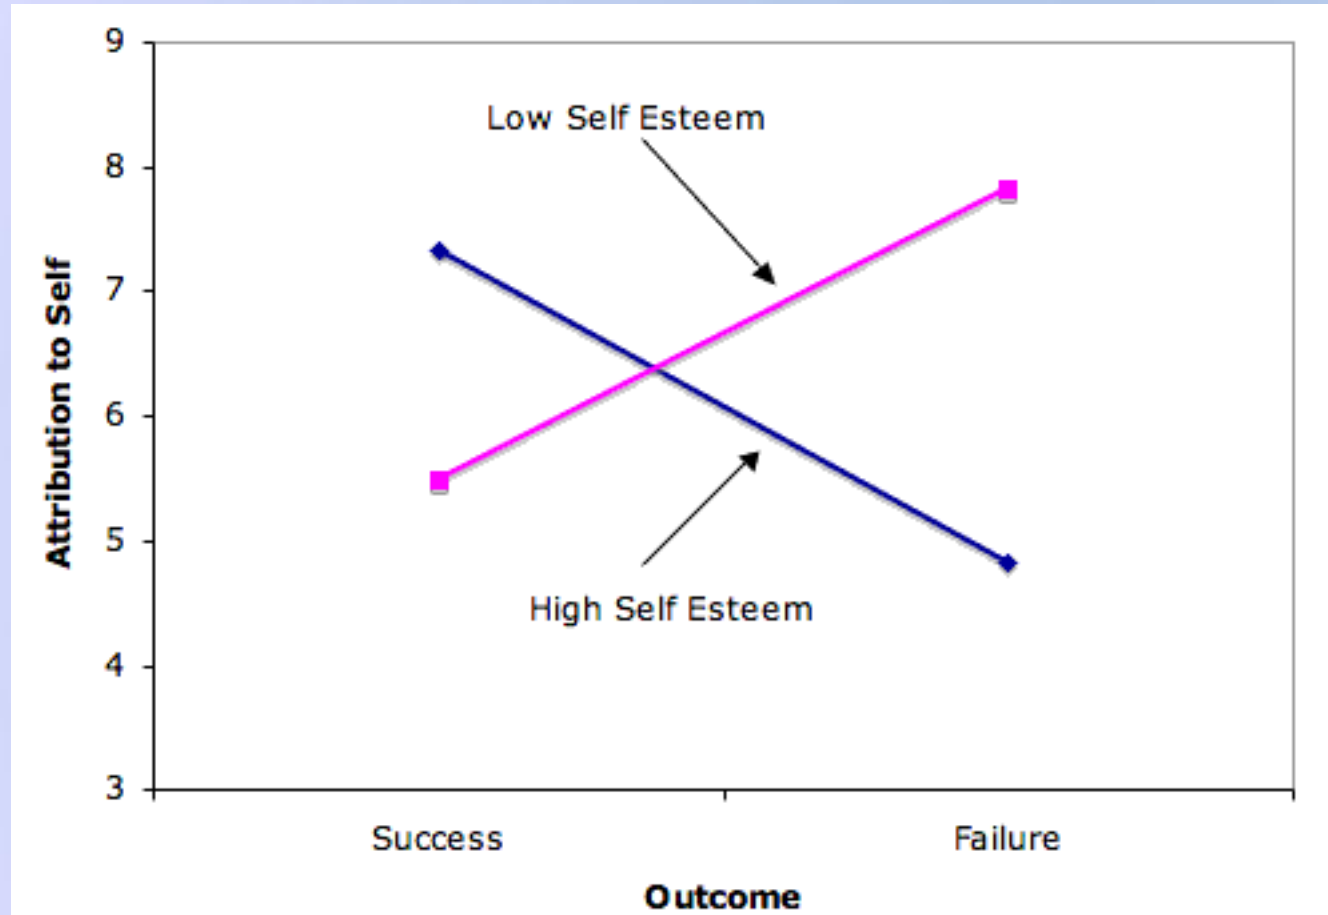 9
Low Self Esteem
8
7
Attribution to Self
6
5
High Self Esteem
4
3
Success Failure
Outcome